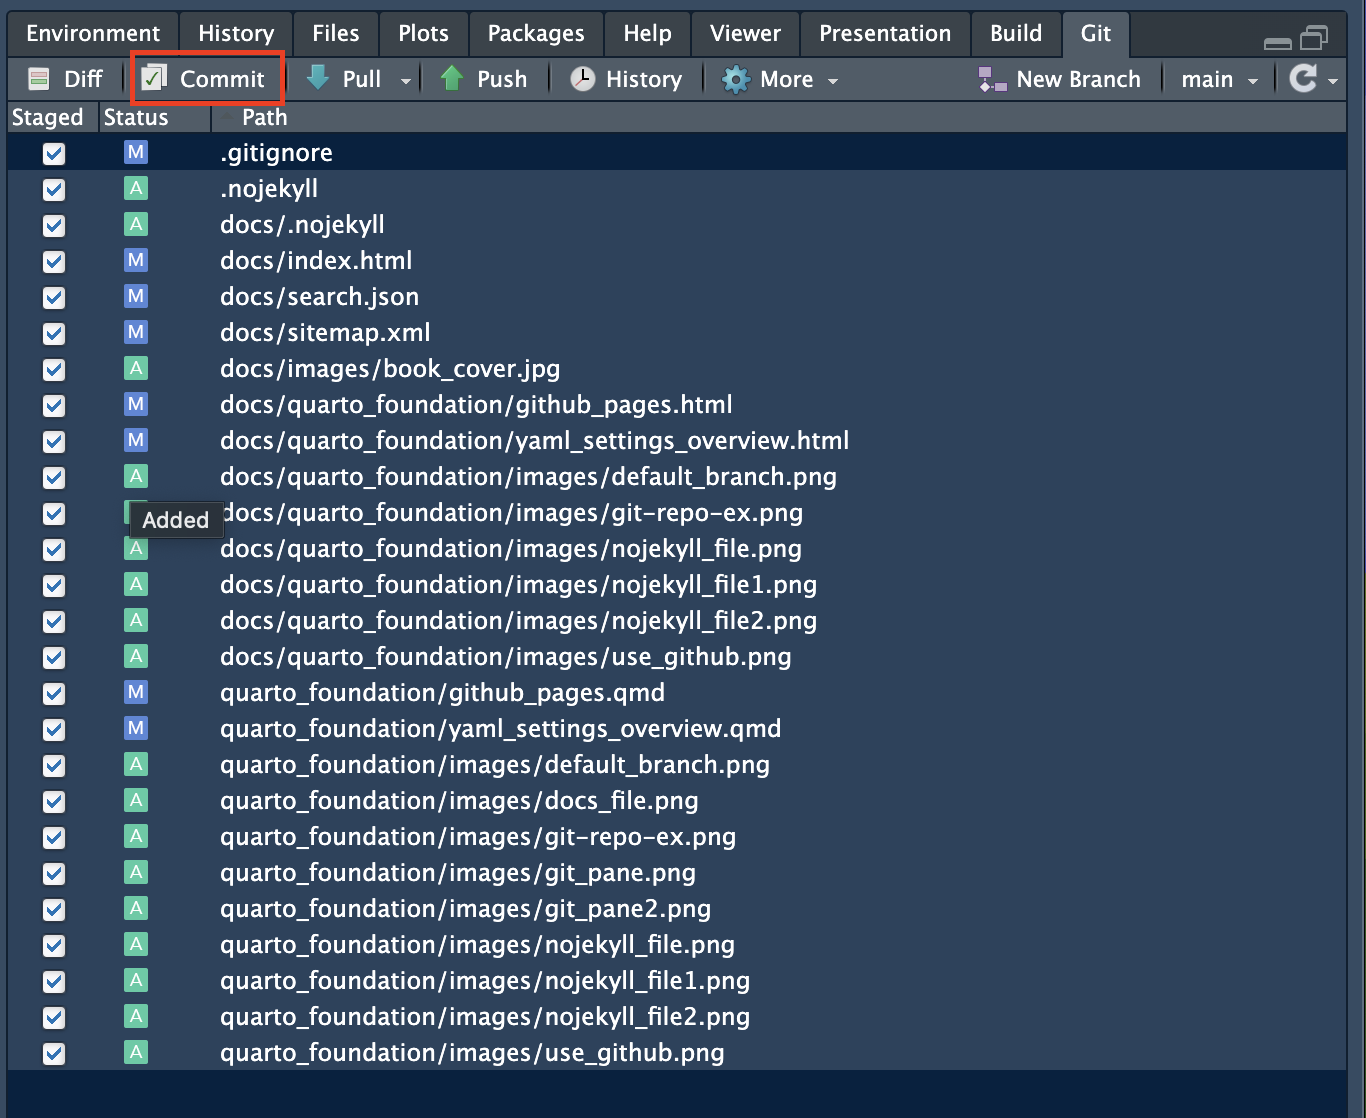 Environment History Files Plots Packages Help Viewer Presentation Build Git
Diff Commit Pull Push History More New Branch main
Staged Status Path
M .gitignore
A .nojekyll
A docs/.nojekyll
M docs/index.html
M docs/search.json
M docs/sitemap.xml
A docs/images/book_cover.jpg
M docs/quarto_foundation/github_pages.html
M docs/quarto_foundation/yaml_settings_overview.html
A docs/quarto_foundation/images/default_branch.png
docs/quarto_foundation/images/git-repo-ex.png
Added
A docs/quarto_foundation/images/nojekyll_file.png
A docs/quarto_foundation/images/nojekyll_file1.png
A docs/quarto_foundation/images/nojekyll_file2.png
A docs/quarto_foundation/images/use_github.png
M quarto_foundation/github_pages.qmd
M quarto_foundation/yaml_settings_overview.qmd
A quarto_foundation/images/default_branch.png
A quarto_foundation/images/docs_file.png
A quarto_foundation/images/git-repo-ex.png
A quarto_foundation/images/git_pane.png
A quarto_foundation/images/git_pane2.png
A quarto_foundation/images/nojekyll_file.png
A quarto_foundation/images/nojekyll_file1.png
A quarto_foundation/images/nojekyll_file2.png
A quarto_foundation/images/use_github.png